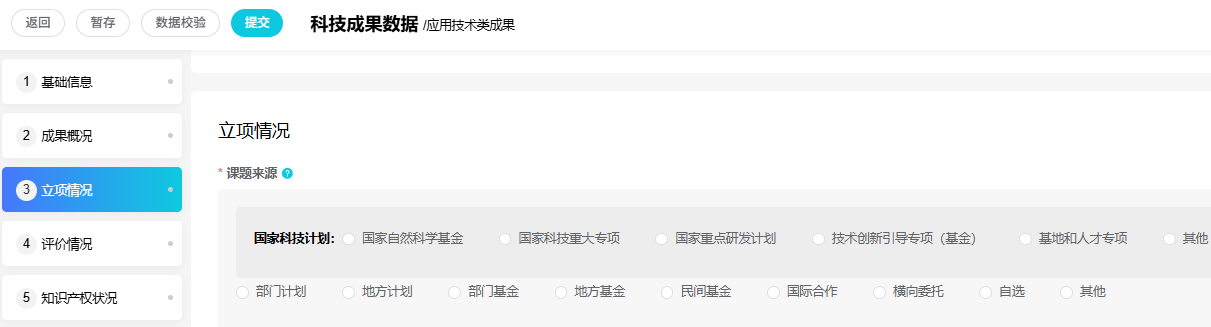 返回 暂存 数据校验 提交 科技成果数据 /应用技术类成果
1 基础信息
2 成果概况
3 立项情况
4 评价情况
5 知识产权状况
立项情况
* 课题来源 ?
国家科技计划: 国家自然科学基金 国家科技重大专项 国家重点研发计划 技术创新引导专项（基金） 基地和人才专项 其他
部门计划 地方计划 部门基金 地方基金 民间基金 国际合作 横向委托 自选 其他